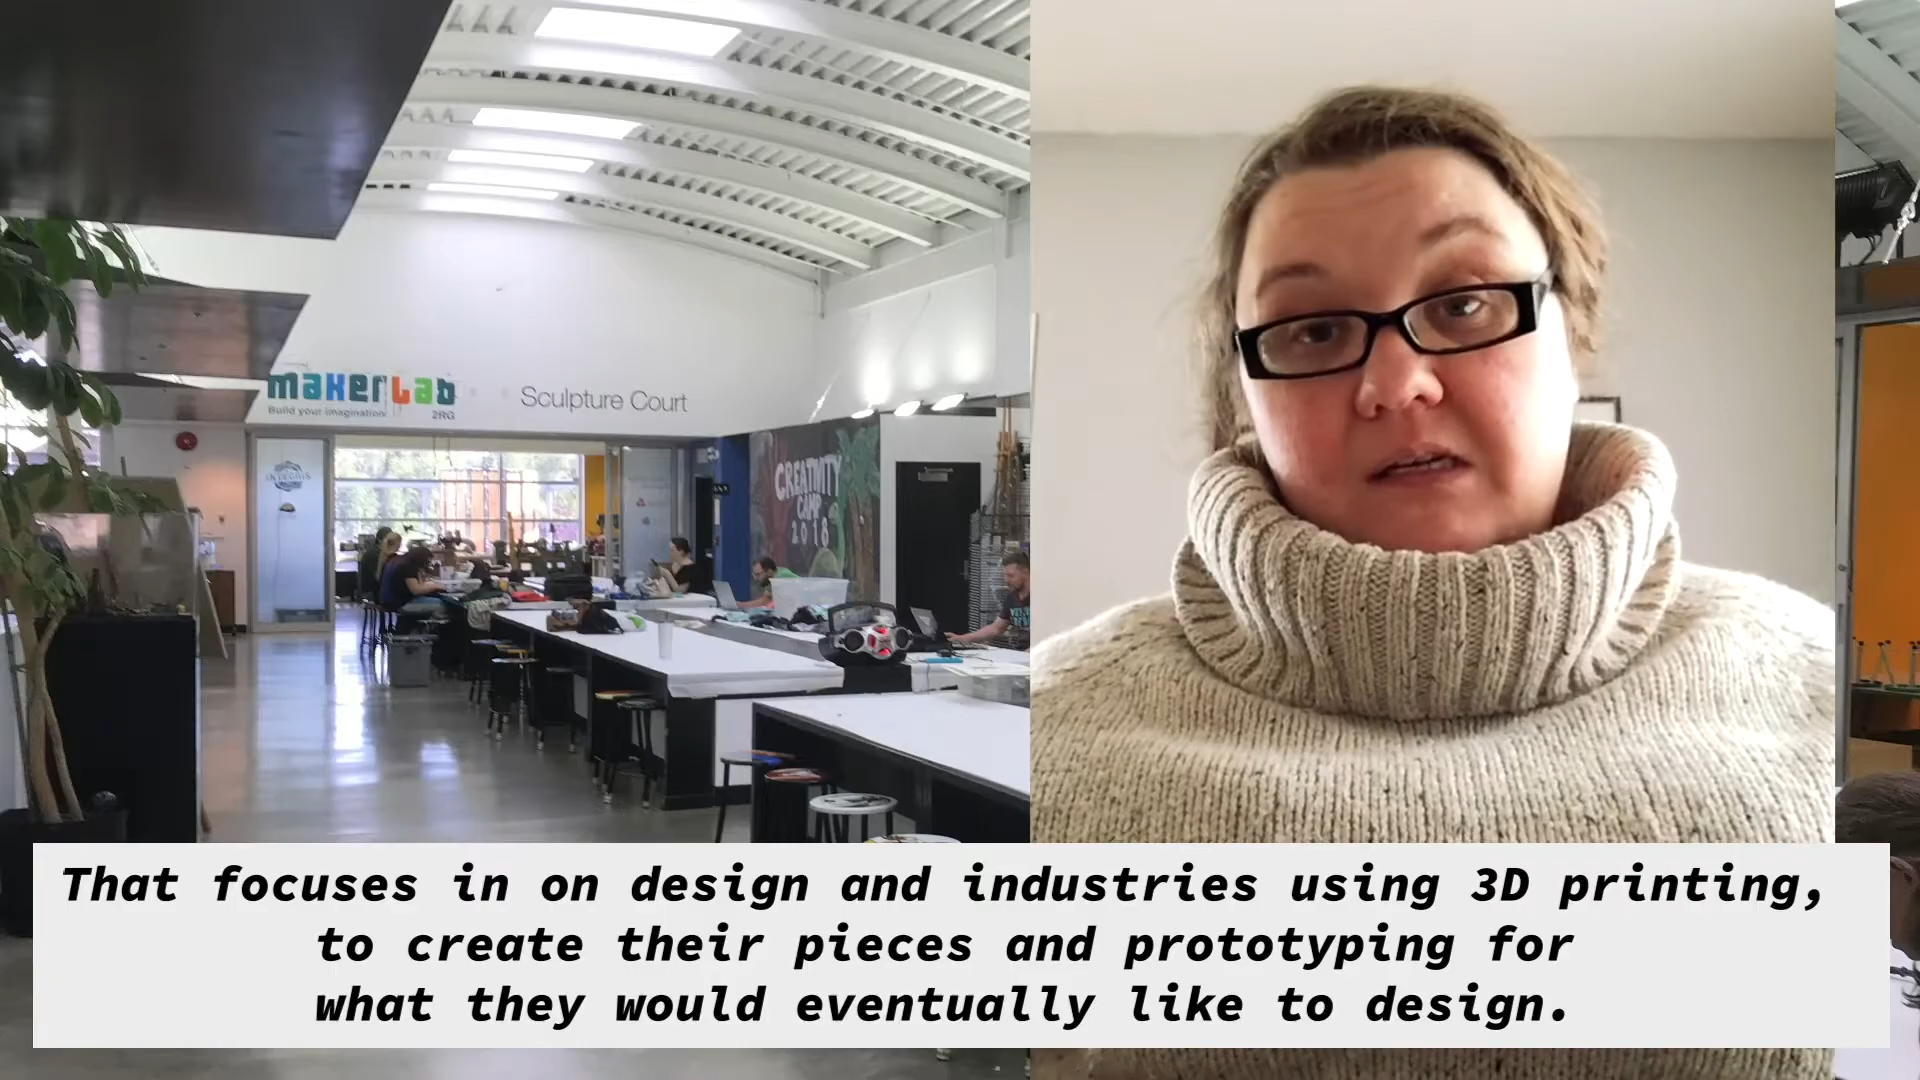 makerLab
Build your imagination
2RG
Sculpture Court
CREATIVITY
CAMP
2018
That focuses in on design and industries using 3D printing,
to create their pieces and prototyping for
what they would eventually like to design.